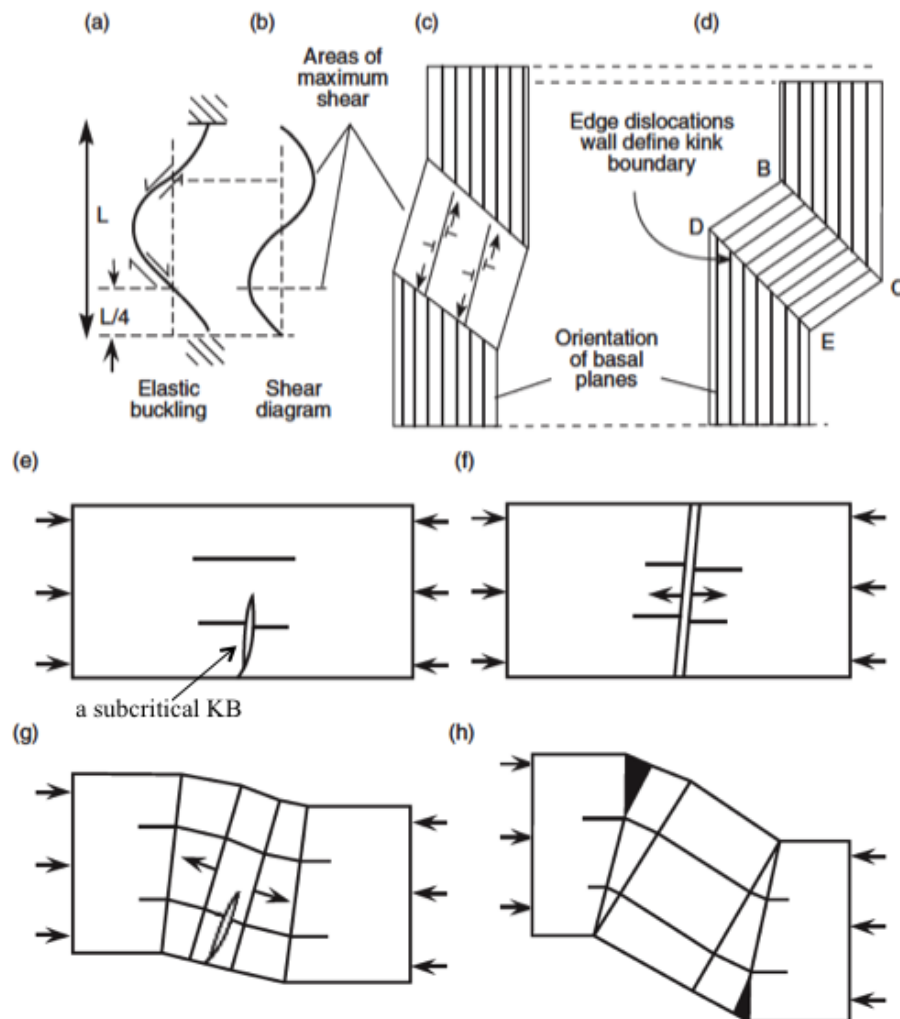 (a)
(b)
Areas of
maximum
shear
(c)
(d)
Edge dislocations
wall define kink
boundary
B
D
C
E
L
L/4
Orientation
of basal
planes
Elastic
buckling
Shear
diagram
(e)
(f)
a subcritical KB
(g)
(h)